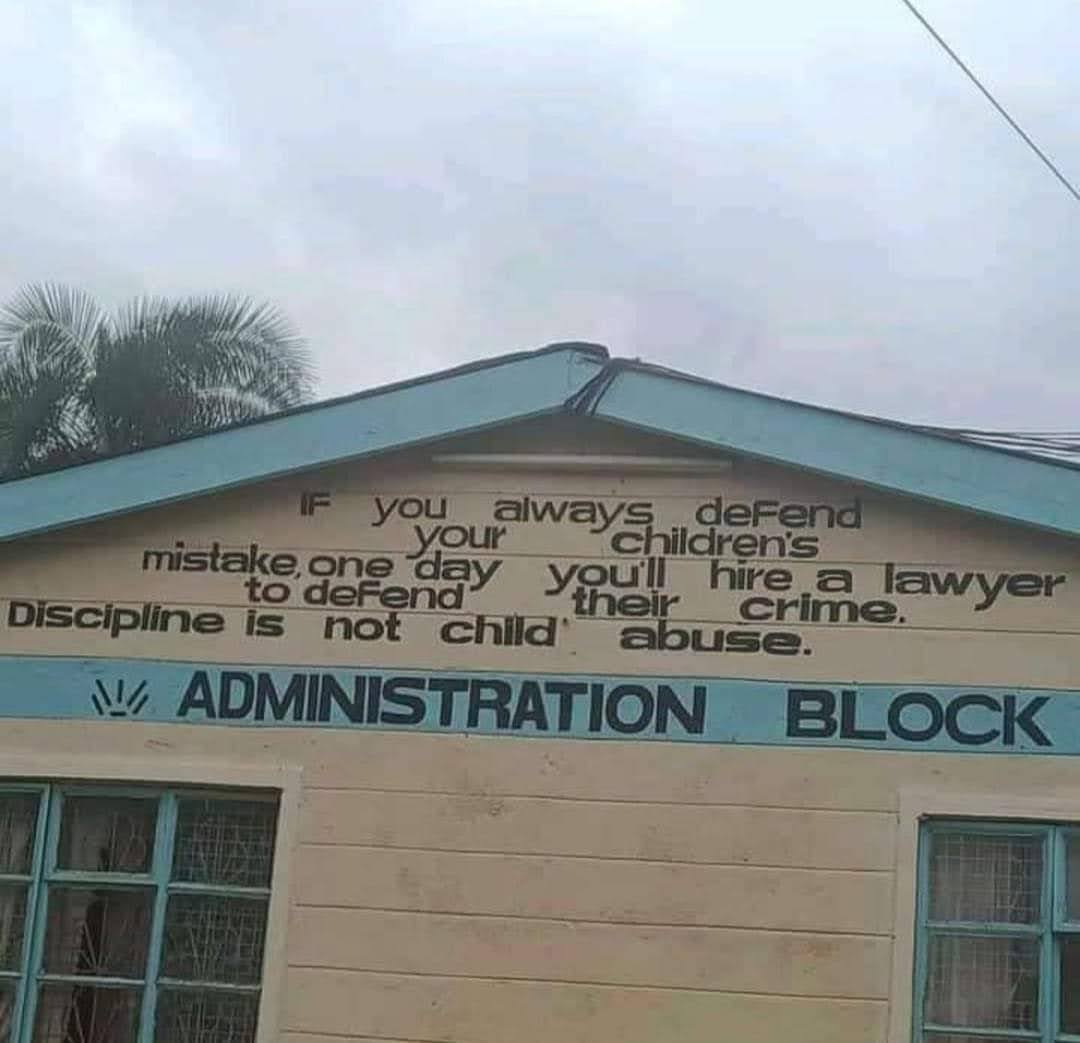 IF you always deFend
your children's
mistake, one day you'll hire a lawyer
to deFend their crime.
Discipline is not child abuse.
ADMINISTRATION BLOCK